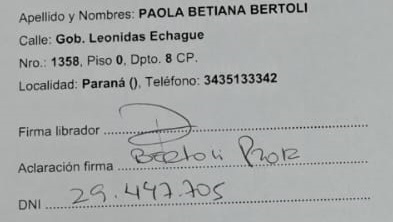 Apellido y Nombres: PAOLA BETIANA BERTOLI
Calle: Gob. Leonidas Echague
Nro.: 1358, Piso 0, Dpto. 8 CP.
Localidad: Paraná (), Teléfono: 3435133342
Firma librador
Aclaración firma Bertoli Paola
DNI 29.447.705